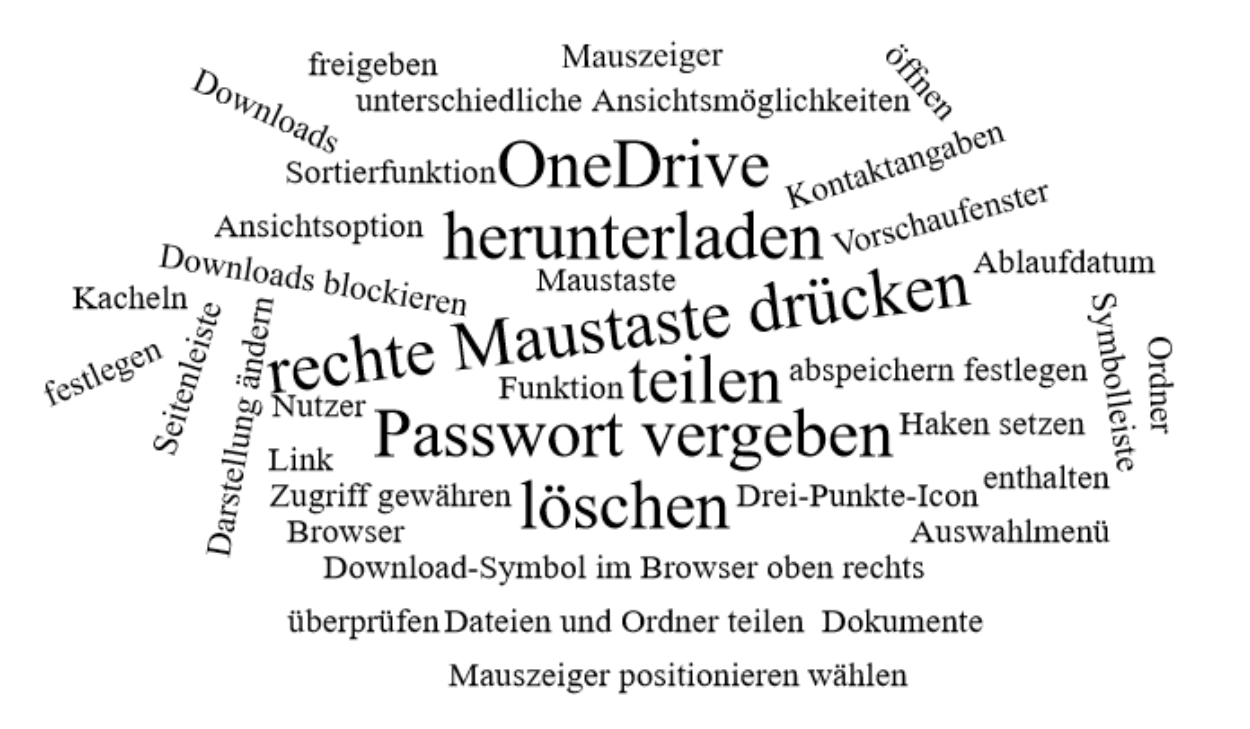 freigeben
Mauszeiger
öffnen
Downloads
unterschiedliche Ansichtsmöglichkeiten
Sortierfunktion
OneDrive
Kontaktangaben
Ansichtsoption
herunterladen
Vorschaufenster
Downloads blockieren
Maustaste
Ablaufdatum
Kacheln
rechte Maustaste drücken
festlegen
Seitenleiste
Darstellung ändern
Symbolleiste
Ordner
Funktion
teilen
abspeichern
festlegen
Nutzer
Passwort vergeben
Haken setzen
Link
enthalten
Zugriff gewähren
löschen
Drei-Punkte-Icon
Browser
Auswahlmenü
Download-Symbol im Browser oben rechts
überprüfen
Dateien und Ordner teilen
Dokumente
Mauszeiger positionieren
wählen